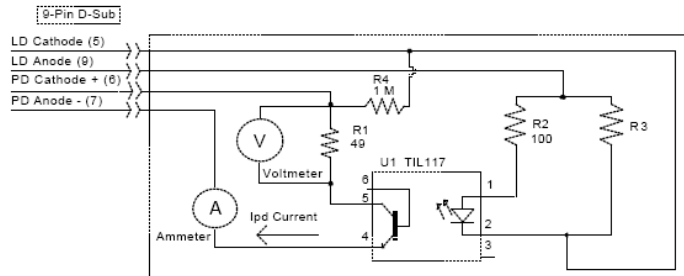 9-Pin D-Sub
LD Cathode (5)
LD Anode (9)
PD Cathode + (6)
PD Anode - (7)
R4
1 M
R1
49
R2
100
R3
V
Voltmeter
U1 TIL117
6
5
4
1
2
3
A
Ammeter
Ipd Current